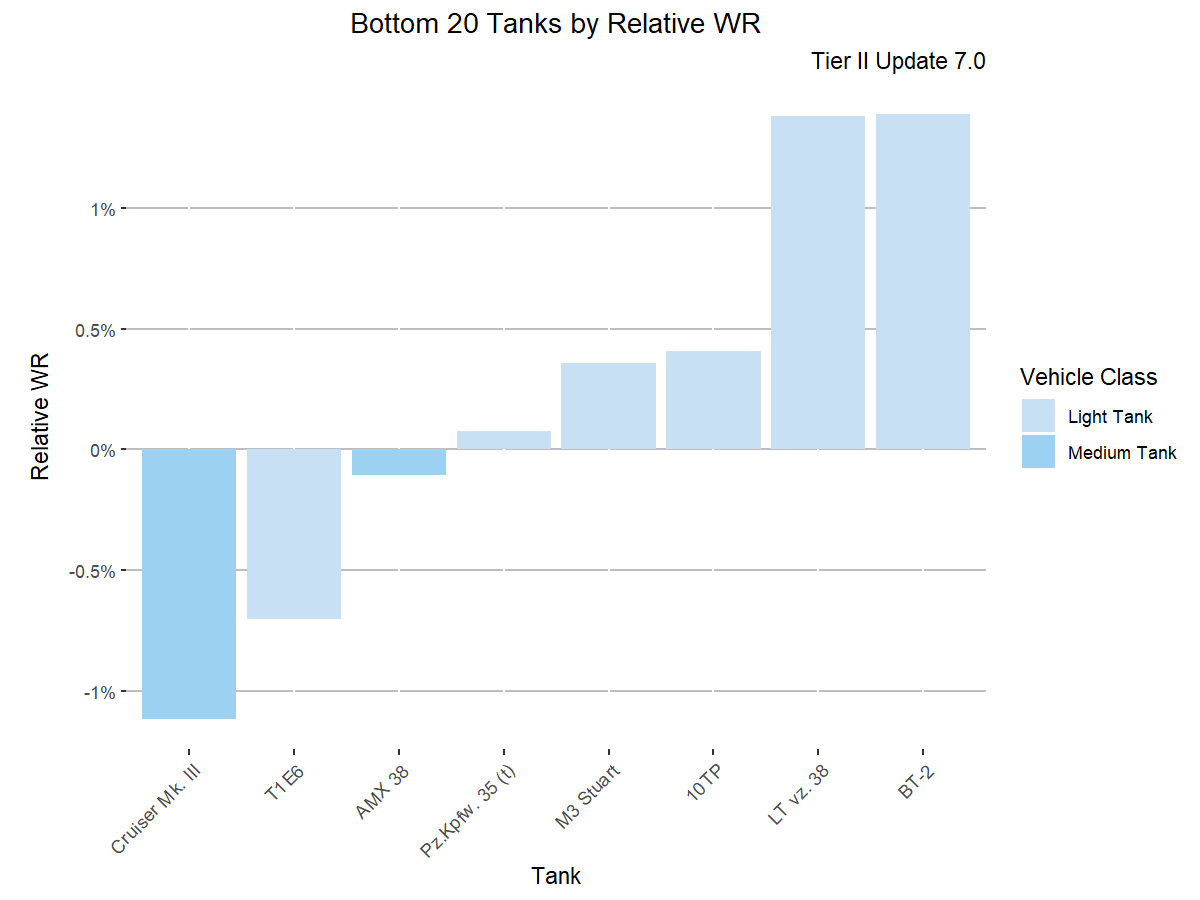 Bottom 20 Tanks by Relative WR
Tier II Update 7.0
Relative WR
1%
0.5%
0%
-0.5%
-1%
Cruiser Mk. III
T1E6
AMX 38
Pz.Kpfw. 35 (t)
M3 Stuart
10TP
LT vz. 38
BT-2
Tank
Vehicle Class
Light Tank
Medium Tank